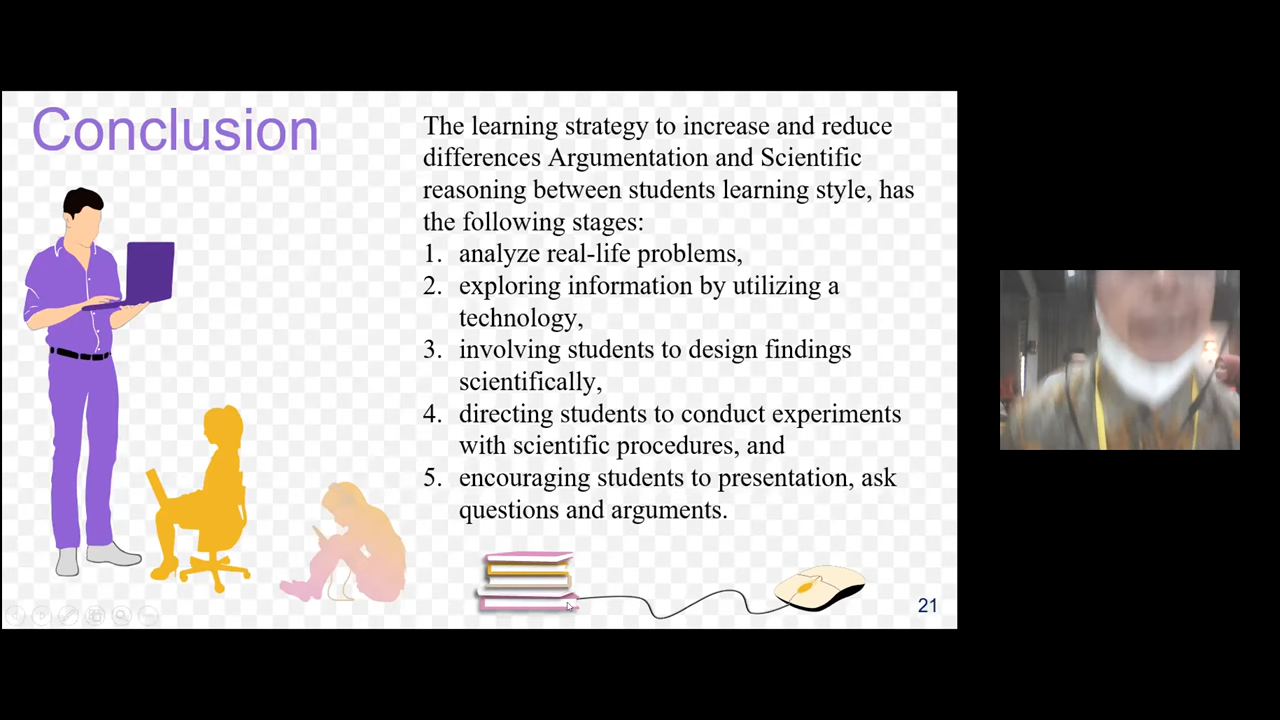 Conclusion
The learning strategy to increase and reduce
differences Argumentation and Scientific
reasoning between students learning style, has
the following stages:
1. analyze real-life problems,
2. exploring information by utilizing a
technology,
3. involving students to design findings
scientifically,
4. directing students to conduct experiments
with scientific procedures, and
5. encouraging students to presentation, ask
questions and arguments.
21